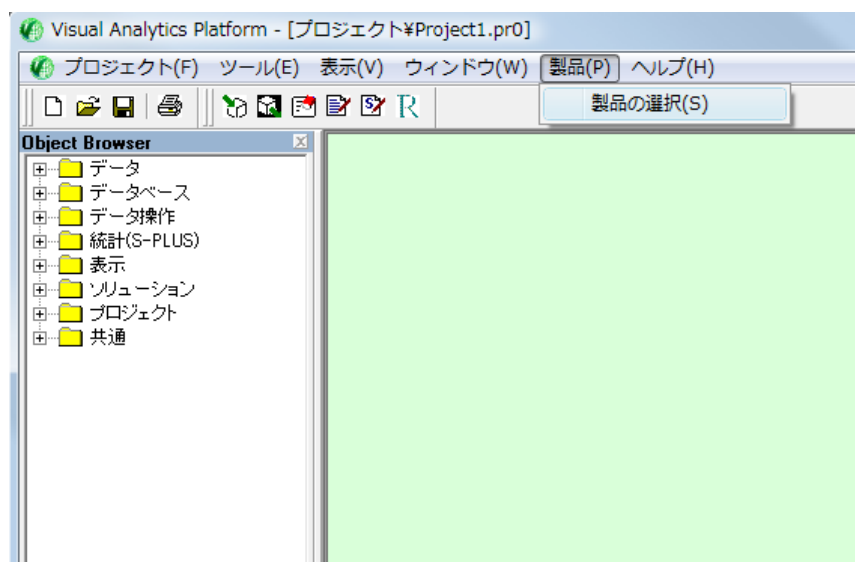 Visual Analytics Platform - [プロジェクト¥Project1.pr0]
プロジェクト(F) ツール(E) 表示(V) ウィンドウ(W) 製品(P) ヘルプ(H)
製品の選択(S)
R
Object Browser
データ
データベース
データ操作
統計(S-PLUS)
表示
ソリューション
プロジェクト
共通